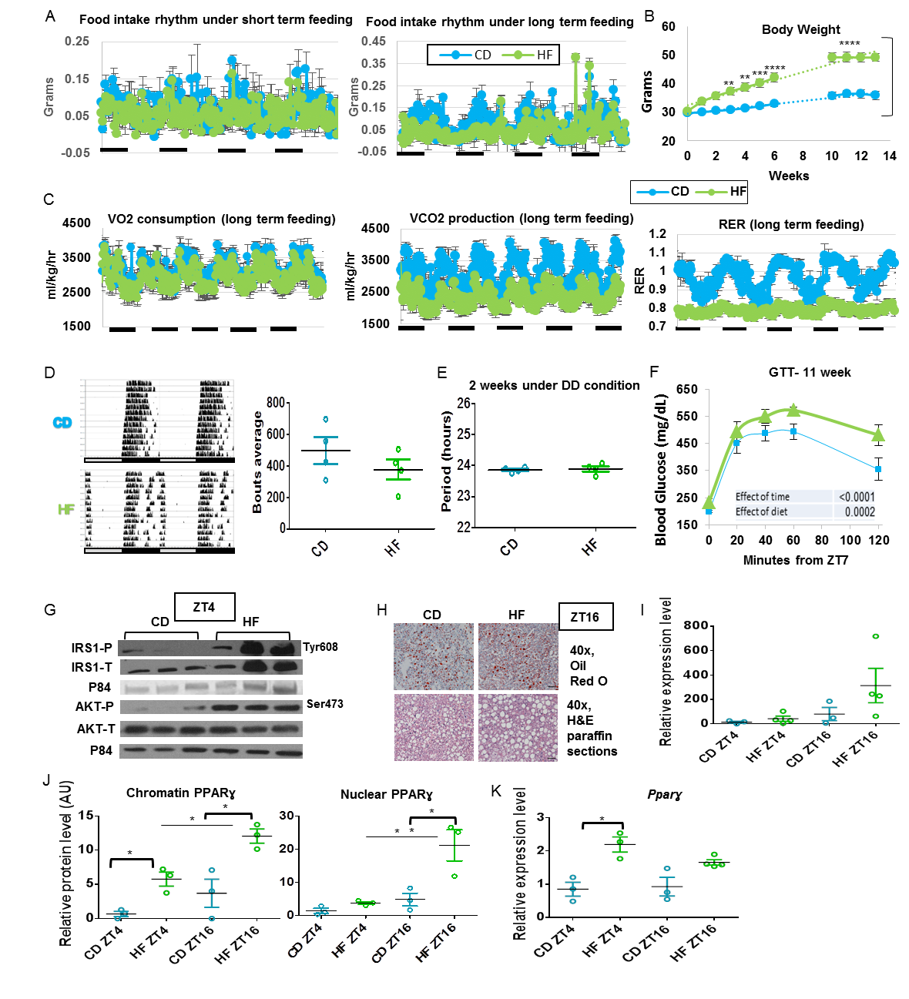 A
Food intake rhythm under short term feeding
Food intake rhythm under long term feeding
B
Body Weight
0.25
0.15
0.05
-0.05
Grams
0.45
0.35
0.25
0.15
0.05
-0.05
Grams
CD HF
60
50
40
30
20
Grams
** ** *** **** ****
0 2 4 6 8 10 12 14
Weeks
CD HF
C
VO2 consumption (long term feeding)
VCO2 production (long term feeding)
RER (long term feeding)
4500
3500
2500
1500
ml/kg/hr
4500
3500
2500
1500
ml/kg/hr
1.2
1.1
1
0.9
0.8
0.7
RER
D
CD
HF
800
600
400
200
0
Bouts average
CD HF
E
2 weeks under DD condition
26
25
24
23
22
Period (hours)
CD HF
F
GTT- 11 week
650
550
450
350
250
150
Blood Glucose (mg/dL)
Effect of time <0.0001
Effect of diet 0.0002
0 20 40 60 80 100 120
Minutes from ZT7
G
ZT4
CD HF
IRS1-P Tyr608
IRS1-T
P84
AKT-P Ser473
AKT-T
P84
H
CD HF
ZT16
40x,
Oil
Red O
40x,
H&E
paraffin
sections
I
800
600
400
200
0
Relative expression level
CD ZT4 HF ZT4 CD ZT16 HF ZT16
J
Chromatin PPARɣ
Nuclear PPARɣ
Relative protein level (AU)
15
10
5
0
* * * *
CD ZT4 HF ZT4 CD ZT16 HF ZT16
30
20
10
0
* * *
CD ZT4 HF ZT4 CD ZT16 HF ZT16
K
Pparɣ
3
2
1
0
Relative expression level
*
CD ZT4 HF ZT4 CD ZT16 HF ZT16